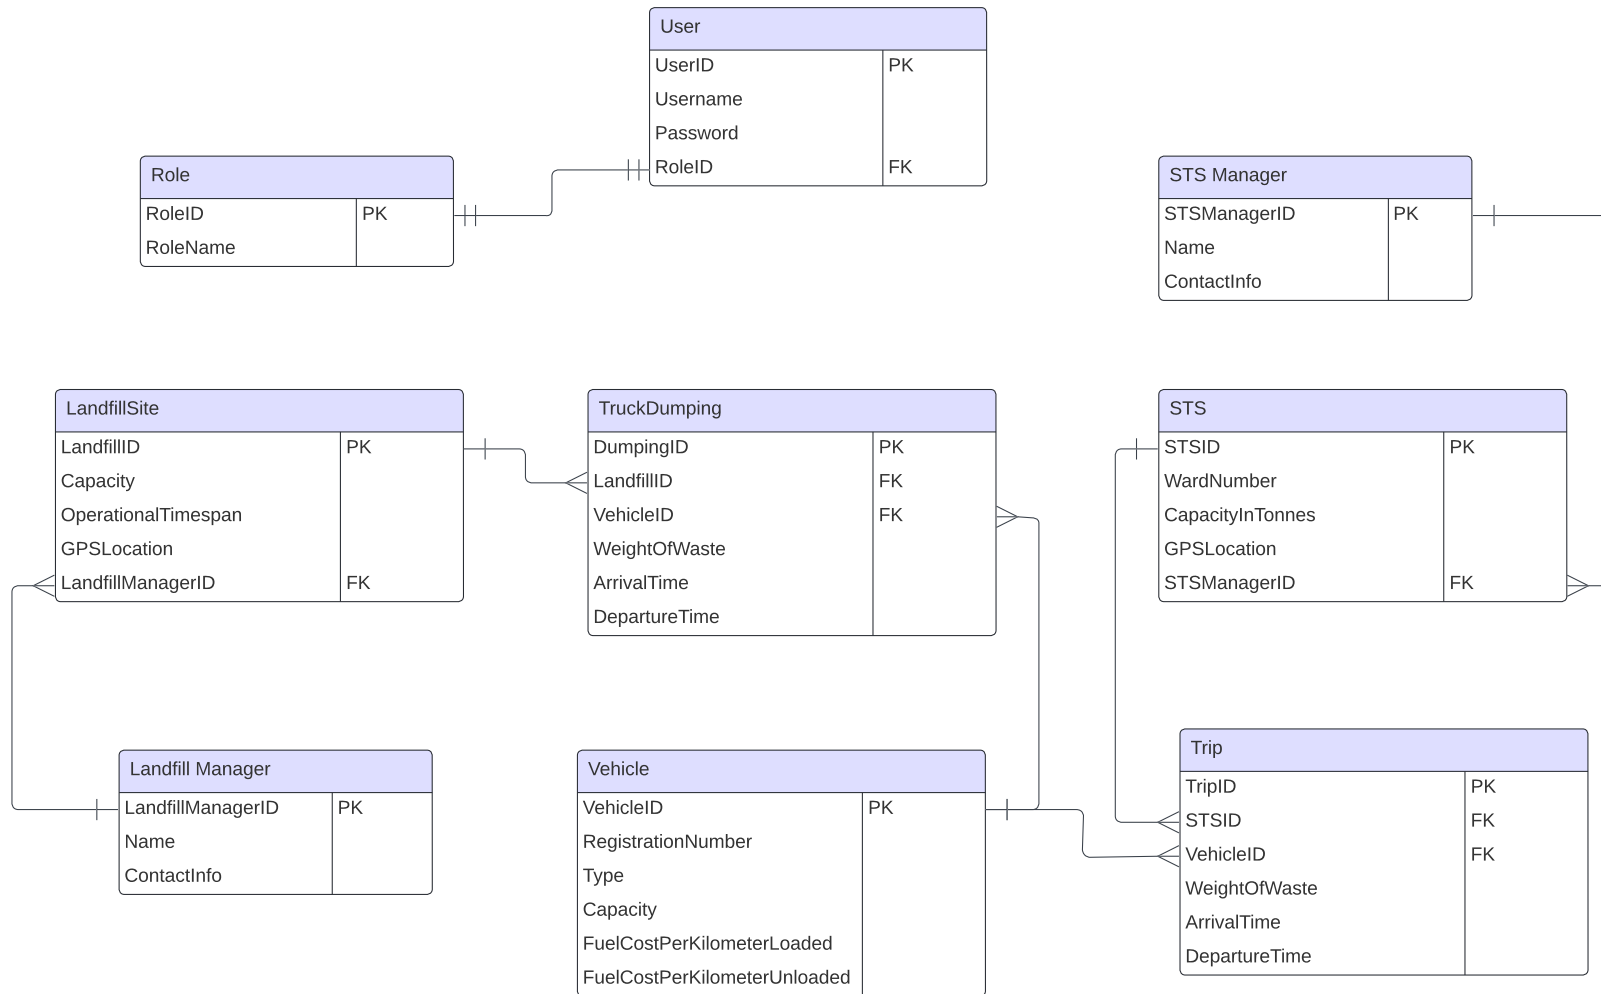 User
UserID PK
Username
Password
RoleID FK
Role
RoleID PK
RoleName
STS Manager
STSManagerID PK
Name
ContactInfo
LandfillSite
LandfillID PK
Capacity
OperationalTimespan
GPSLocation
LandfillManagerID FK
TruckDumping
DumpingID PK
LandfillID FK
VehicleID FK
WeightOfWaste
ArrivalTime
DepartureTime
STS
STSID PK
WardNumber
CapacityInTonnes
GPSLocation
STSManagerID FK
Landfill Manager
LandfillManagerID PK
Name
ContactInfo
Vehicle
VehicleID PK
RegistrationNumber
Type
Capacity
FuelCostPerKilometerLoaded
FuelCostPerKilometerUnloaded
Trip
TripID PK
STSID FK
VehicleID FK
WeightOfWaste
ArrivalTime
DepartureTime